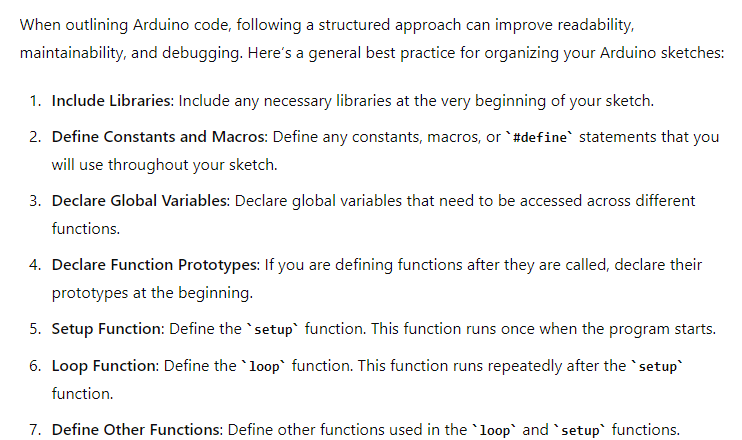 When outlining Arduino code, following a structured approach can improve readability,
maintainability, and debugging. Here's a general best practice for organizing your Arduino sketches:
1. Include Libraries: Include any necessary libraries at the very beginning of your sketch.
2. Define Constants and Macros: Define any constants, macros, or `#define` statements that you
will use throughout your sketch.
3. Declare Global Variables: Declare global variables that need to be accessed across different
functions.
4. Declare Function Prototypes: If you are defining functions after they are called, declare their
prototypes at the beginning.
5. Setup Function: Define the `setup` function. This function runs once when the program starts.
6. Loop Function: Define the `loop` function. This function runs repeatedly after the `setup`
function.
7. Define Other Functions: Define other functions used in the `loop` and `setup` functions.